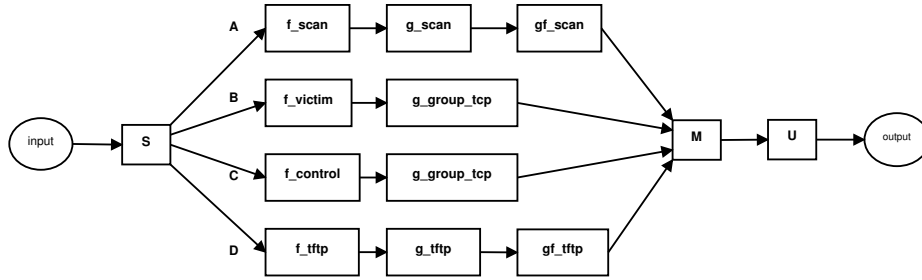 A
f_scan
g_scan
gf_scan
B
f_victim
g_group_tcp
input
S
M
U
output
C
f_control
g_group_tcp
D
f_tftp
g_tftp
gf_tftp